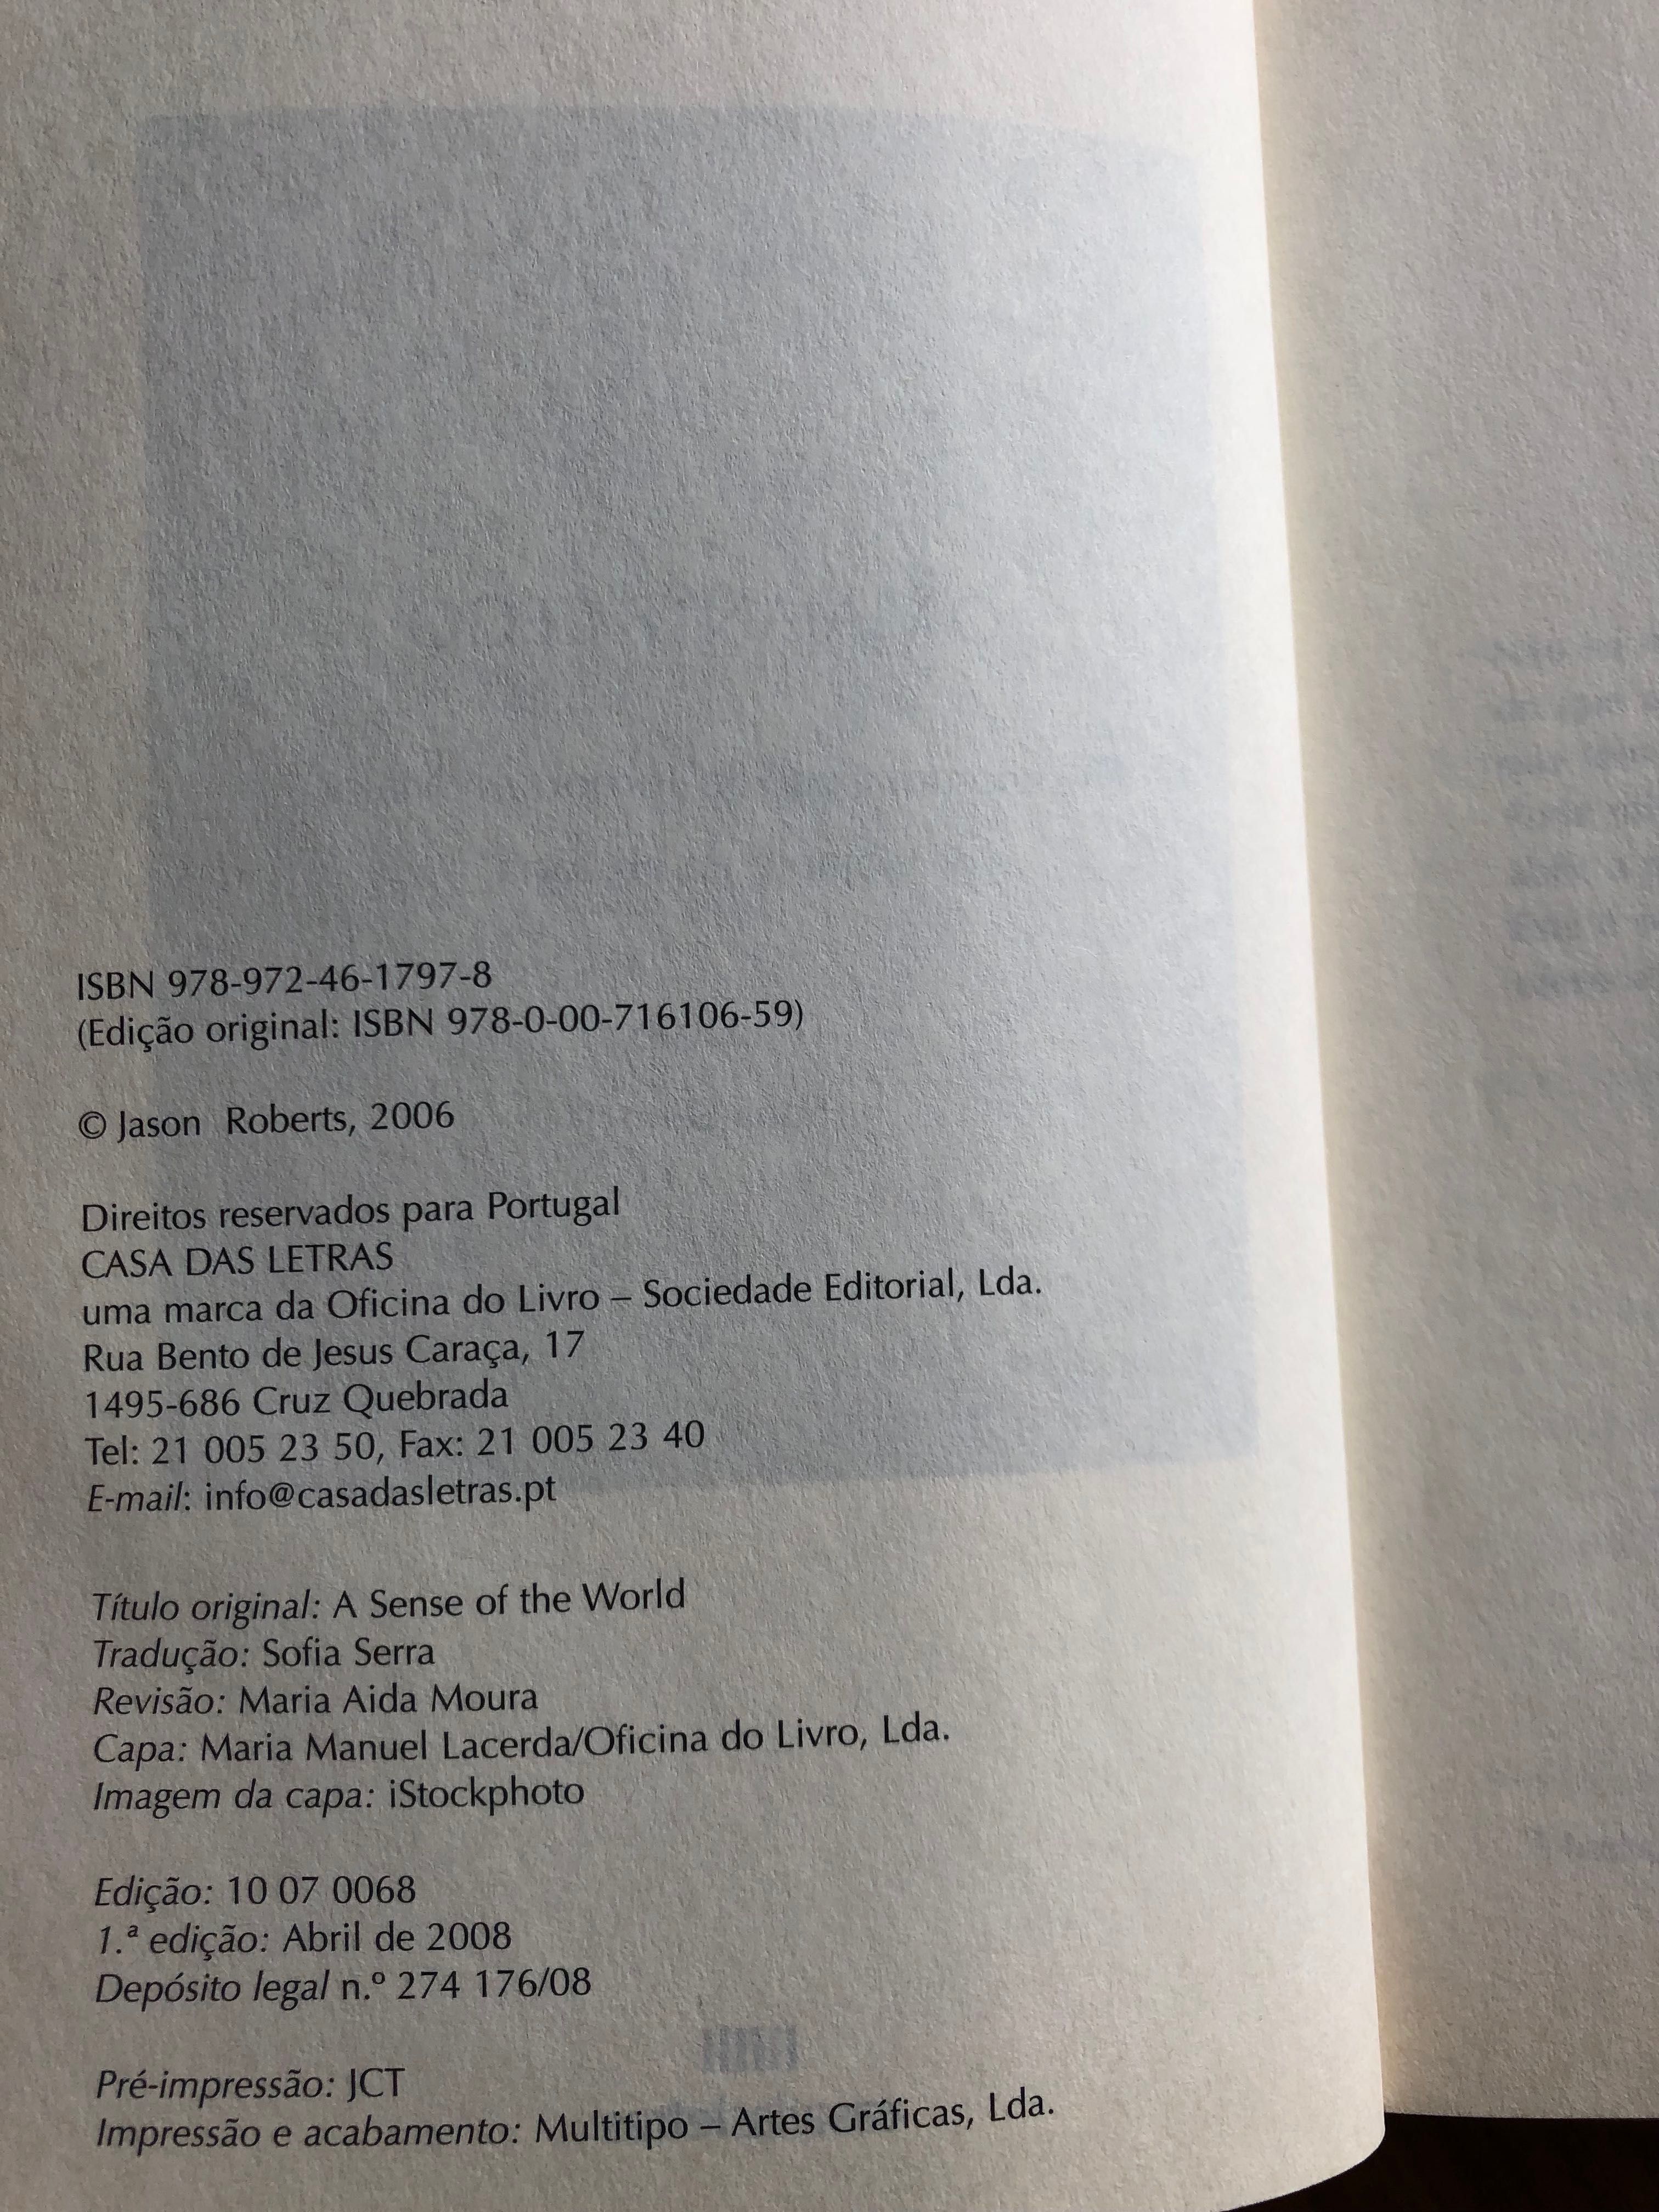 ISBN 978-972-46-1797-8
(Edição original: ISBN 978-0-00-716106-59)
© Jason Roberts, 2006
Direitos reservados para Portugal
CASA DAS LETRAS
uma marca da Oficina do Livro – Sociedade Editorial, Lda.
Rua Bento de Jesus Caraça, 17
1495-686 Cruz Quebrada
Tel: 21 005 23 50, Fax: 21 005 23 40
E-mail: info@casadasletras.pt
Título original: A Sense of the World
Tradução: Sofia Serra
Revisão: Maria Aida Moura
Capa: Maria Manuel Lacerda/Oficina do Livro, Lda.
Imagem da capa: iStockphoto
Edição: 10 07 0068
1.ª edição: Abril de 2008
Depósito legal n.º 274 176/08
Pré-impressão: JCT
Impressão e acabamento: Multitipo – Artes Gráficas, Lda.